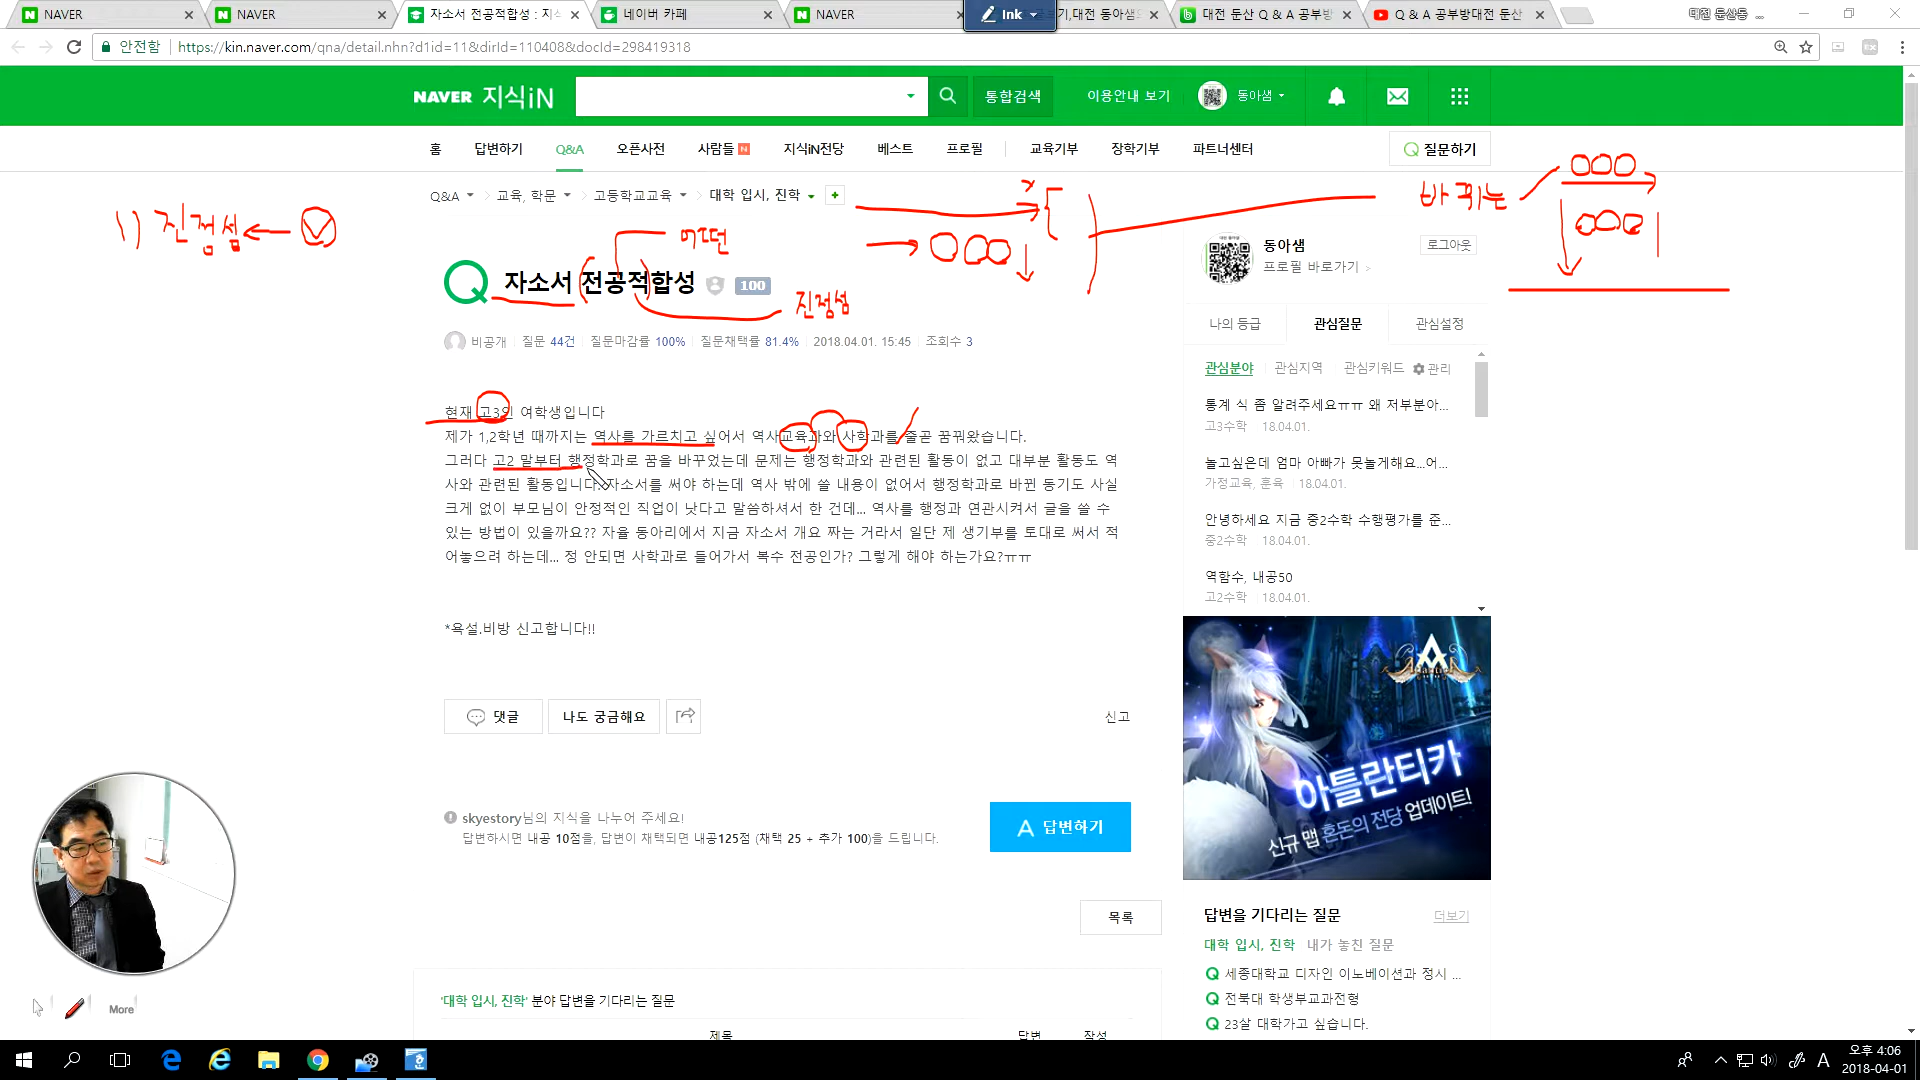 NAVER
NAVER
자소서 전공적합성 : 지식
네이버 카페
NAVER
Ink
대전 둔산 Q & A 공부방
Q & A 공부방대전 둔산
대전 둔산동 ...
안전함
https://kin.naver.com/qna/detail.nhn?d1id=11&dirId=110408&docId=298419318
NAVER 지식iN
통합검색
이용안내 보기
동아샘
홈
답변하기
Q&A
오픈사전
사람들 N
지식iN전당
베스트
프로필
교육기부
장학기부
파트너센터
질문하기
Q&A
교육, 학문
고등학교교육
대학 입시, 진학
1) 진정성
어떤
진정성
바뀌는
Q 자소서 전공적합성 100
비공개 질문 44건 질문마감률 100% 질문채택률 81.4% 2018.04.01. 15:45 조회수 3
현재 고3인 여학생입니다
제가 1,2학년 때까지는 역사를 가르치고 싶어서 역사교육과와 사학과를 줄곧 꿈꿔왔습니다.
그러다 고2 말부터 행정학과로 꿈을 바꾸었는데 문제는 행정학과와 관련된 활동이 없고 대부분 활동도 역
사와 관련된 활동입니다. 자소서를 써야 하는데 역사 밖에 쓸 내용이 없어서 행정학과로 바뀐 동기도 사실
크게 없이 부모님이 안정적인 직업이 낫다고 말씀하셔서 한 건데... 역사를 행정과 연관시켜서 글을 쓸 수
있는 방법이 있을까요?? 자율 동아리에서 지금 자소서 개요 짜는 거라서 일단 제 생기부를 토대로 써서 적
어놓으려 하는데... 정 안되면 사학과로 들어가서 복수 전공인가? 그렇게 해야 하는가요?ㅠㅠ
*욕설.비방 신고합니다!!
댓글
나도 궁금해요
신고
skyestory님의 지식을 나누어 주세요!
답변하시면 내공 10점을, 답변이 채택되면 내공125점 (채택 25 + 추가 100)을 드립니다.
답변하기
목록
'대학 입시, 진학' 분야 답변을 기다리는 질문
제목 답변 작성
동아샘
로그아웃
프로필 바로가기 >
나의 등급
관심질문
관심설정
관심분야
관심지역
관심키워드
관리
통계 식 좀 알려주세요ㅠㅠ 왜 저부분아...
고3수학 18.04.01.
놀고싶은데 엄마 아빠가 못놀게해요...어...
가정교육, 훈육 18.04.01.
안녕하세요 지금 중2수학 수행평가를 준...
중2수학 18.04.01.
역함수, 내공50
고2수학 18.04.01.
아틀란티카
신규 맵 혼돈의 전당 업데이트!
답변을 기다리는 질문
더보기
대학 입시, 진학
내가 놓친 질문
Q 세종대학교 디자인 이노베이션과 정시 ...
Q 전북대 학생부교과전형
Q 23살 대학가고 싶습니다.
More
A
오후 4:06
2018-04-01